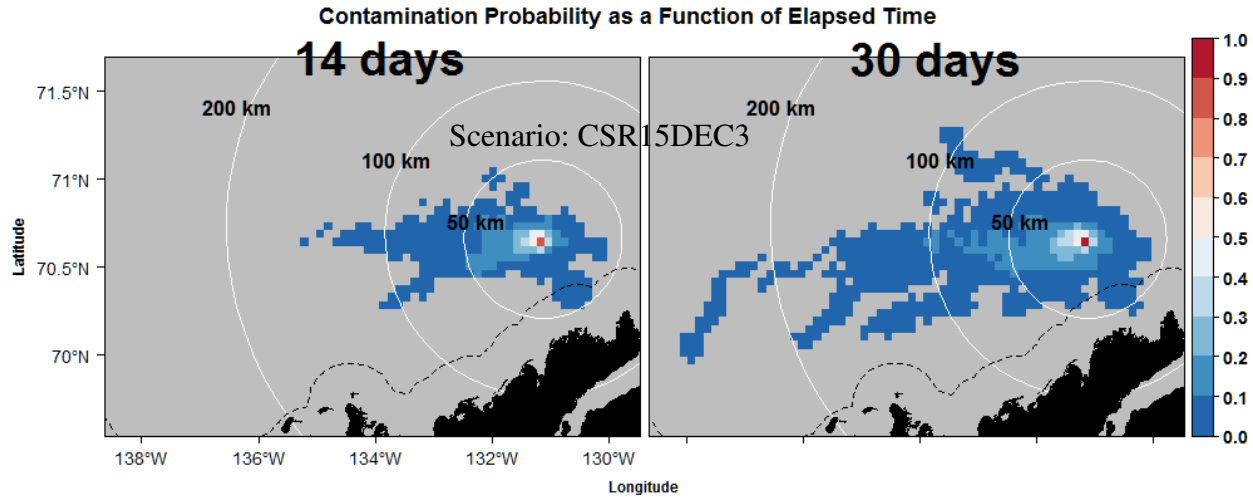 Contamination Probability as a Function of Elapsed Time
14 days
30 days
200 km
100 km
50 km
200 km
100 km
50 km
Scenario: CSR15DEC3
71.5°N
71°N
70.5°N
70°N
Latitude
138°W
136°W
134°W
132°W
130°W
Longitude
1.0
0.9
0.8
0.7
0.6
0.5
0.4
0.3
0.2
0.1
0.0